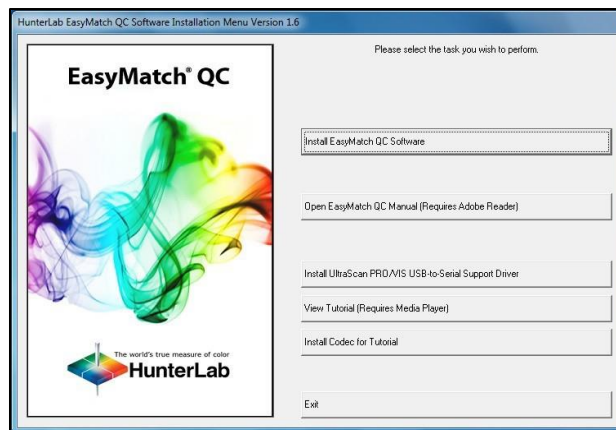 HunterLab EasyMatch QC Software Installation Menu Version 1.6
EasyMatch® QC
The world's true measure of color
HunterLab
Please select the task you wish to perform.
Install EasyMatch QC Software
Open EasyMatch QC Manual (Requires Adobe Reader)
Install UltraScan PRO/VIS USB-to-Serial Support Driver
View Tutorial (Requires Media Player)
Install Codec for Tutorial
Exit